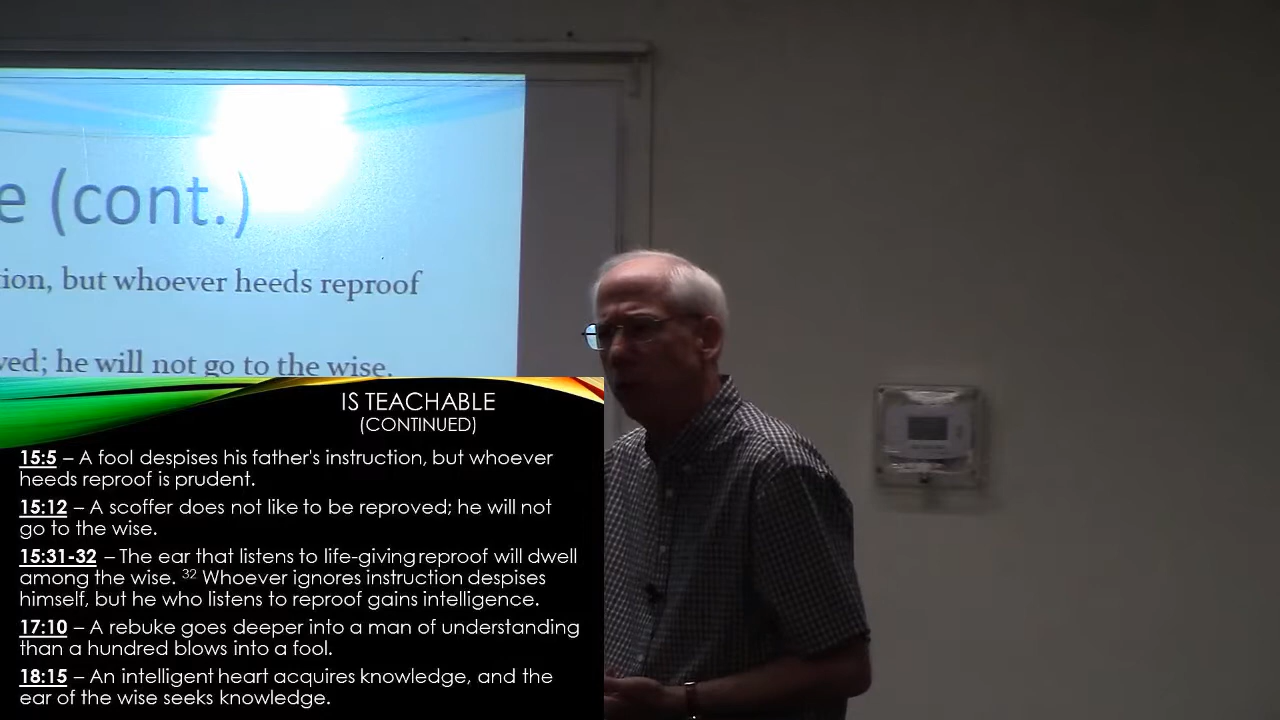 e (cont.)
tion, but whoever heeds reproof
ved; he will not go to the wise.
IS TEACHABLE
(CONTINUED)
15:5 – A fool despises his father's instruction, but whoever
heeds reproof is prudent.
15:12 – A scoffer does not like to be reproved; he will not
go to the wise.
15:31-32 – The ear that listens to life-giving reproof will dwell
among the wise. 32 Whoever ignores instruction despises
himself, but he who listens to reproof gains intelligence.
17:10 – A rebuke goes deeper into a man of understanding
than a hundred blows into a fool.
18:15 – An intelligent heart acquires knowledge, and the
ear of the wise seeks knowledge.